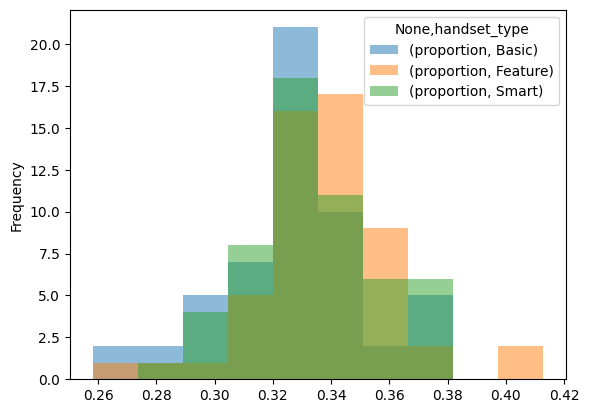 None,handset_type
(proportion, Basic)
(proportion, Feature)
(proportion, Smart)
Frequency
20.0
17.5
15.0
12.5
10.0
7.5
5.0
2.5
0.0
0.26 0.28 0.30 0.32 0.34 0.36 0.38 0.40 0.42